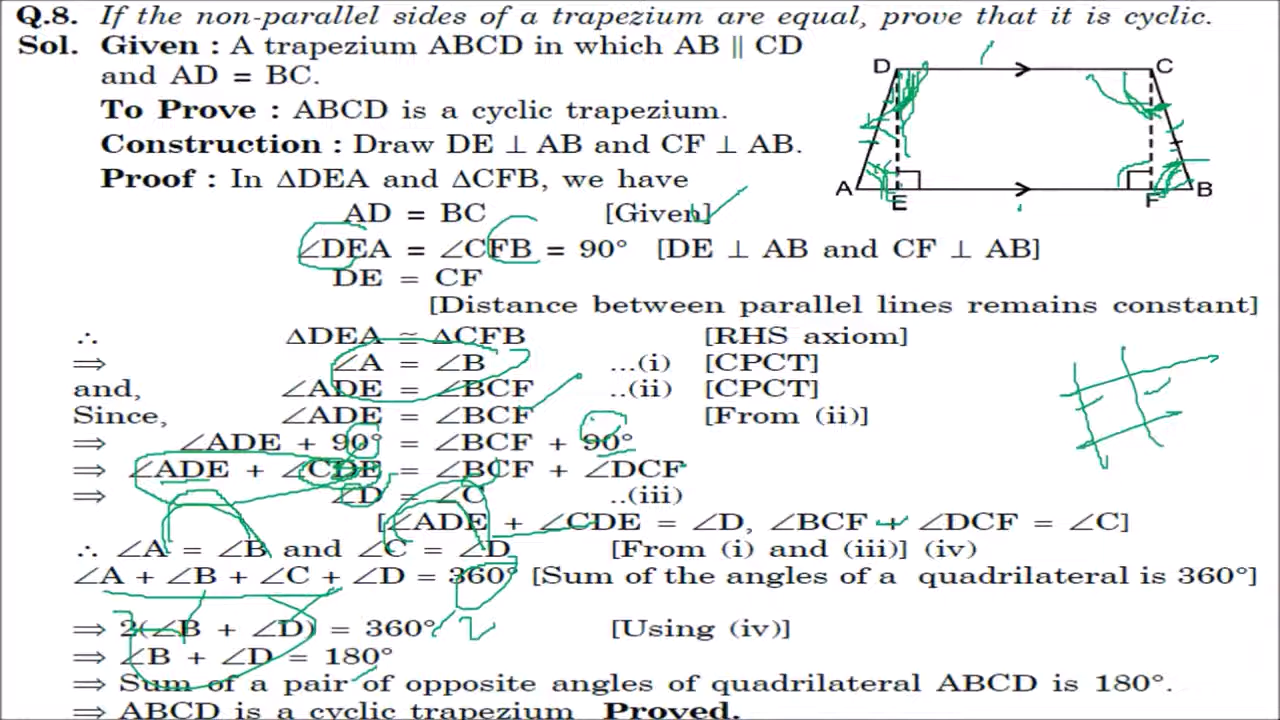 Q.8. If the non-parallel sides of a trapezium are equal, prove that it is cyclic.
Sol. Given : A trapezium ABCD in which AB || CD
and AD = BC.
To Prove : ABCD is a cyclic trapezium.
Construction : Draw DE ⊥ AB and CF ⊥ AB.
Proof : In ΔDEA and ΔCFB, we have
D C
A E F B
AD = BC [Given]
∠DEA = ∠CFB = 90° [DE ⊥ AB and CF ⊥ AB]
DE = CF
[Distance between parallel lines remains constant]
∴ ΔDEA ≃ ΔCFB [RHS axiom]
⇒ ∠A = ∠B ...(i) [CPCT]
and, ∠ADE = ∠BCF ..(ii) [CPCT]
Since, ∠ADE = ∠BCF [From (ii)]
⇒ ∠ADE + 90° = ∠BCF + 90°
⇒ ∠ADE + ∠CDE = ∠BCF + ∠DCF
⇒ ∠D = ∠C ..(iii)
[∠ADE + ∠CDE = ∠D, ∠BCF + ∠DCF = ∠C]
∴ ∠A = ∠B and ∠C = ∠D [From (i) and (iii)] (iv)
∠A + ∠B + ∠C + ∠D = 360° [Sum of the angles of a quadrilateral is 360°]
⇒ 2(∠B + ∠D) = 360° [Using (iv)]
⇒ ∠B + ∠D = 180°
⇒ Sum of a pair of opposite angles of quadrilateral ABCD is 180°.
⇒ ABCD is a cyclic trapezium Proved.